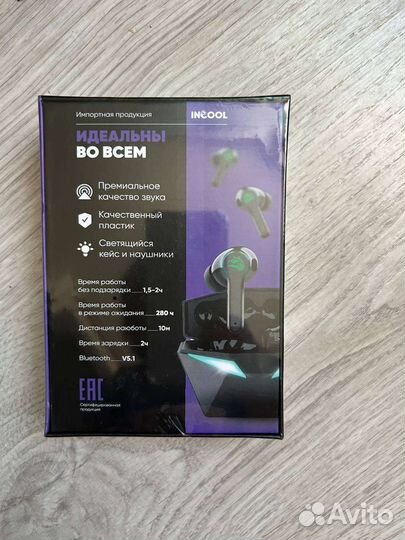 Импортная продукция
INCOOL
ИДЕАЛЬНЫ
ВО ВСЕМ
Премиальное
качество звука
Качественный
пластик
Светящийся
кейс и наушники
Время работы
без подзарядки 1,5-2ч
Время работы
в режиме ожидания 280 ч
Дистанция раюботы 10м
Время зарядки 2ч
Bluetooth V5.1
ЕАС
Сертифицированная
продукция
Avito